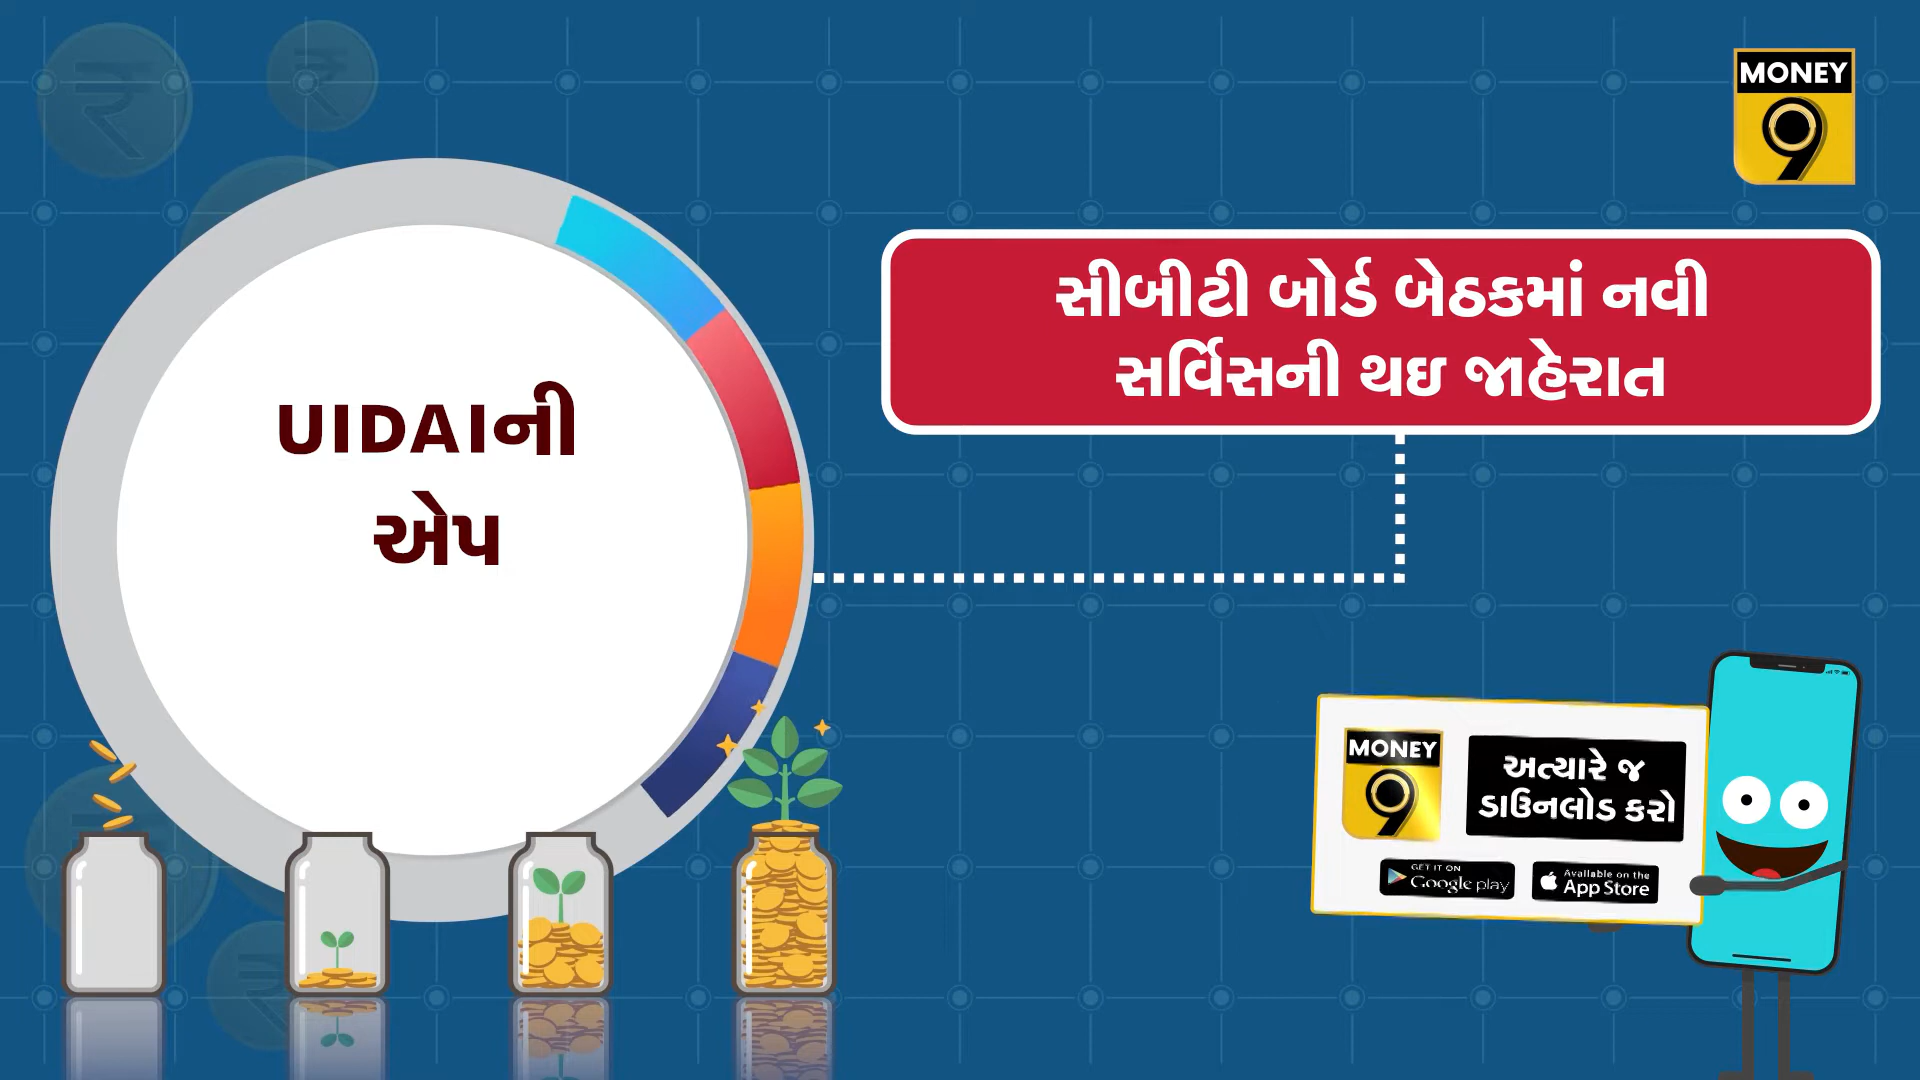 MONEY
9
સીબીટી બોર્ડ બેઠકમાં નવી
સર્વિસની થઇ જાહેરાત
UIDAIની
એપ
MONEY
9
અત્યારે જ
ડાઉનલોડ કરો
GET IT ON
Google play
Available on the
App Store